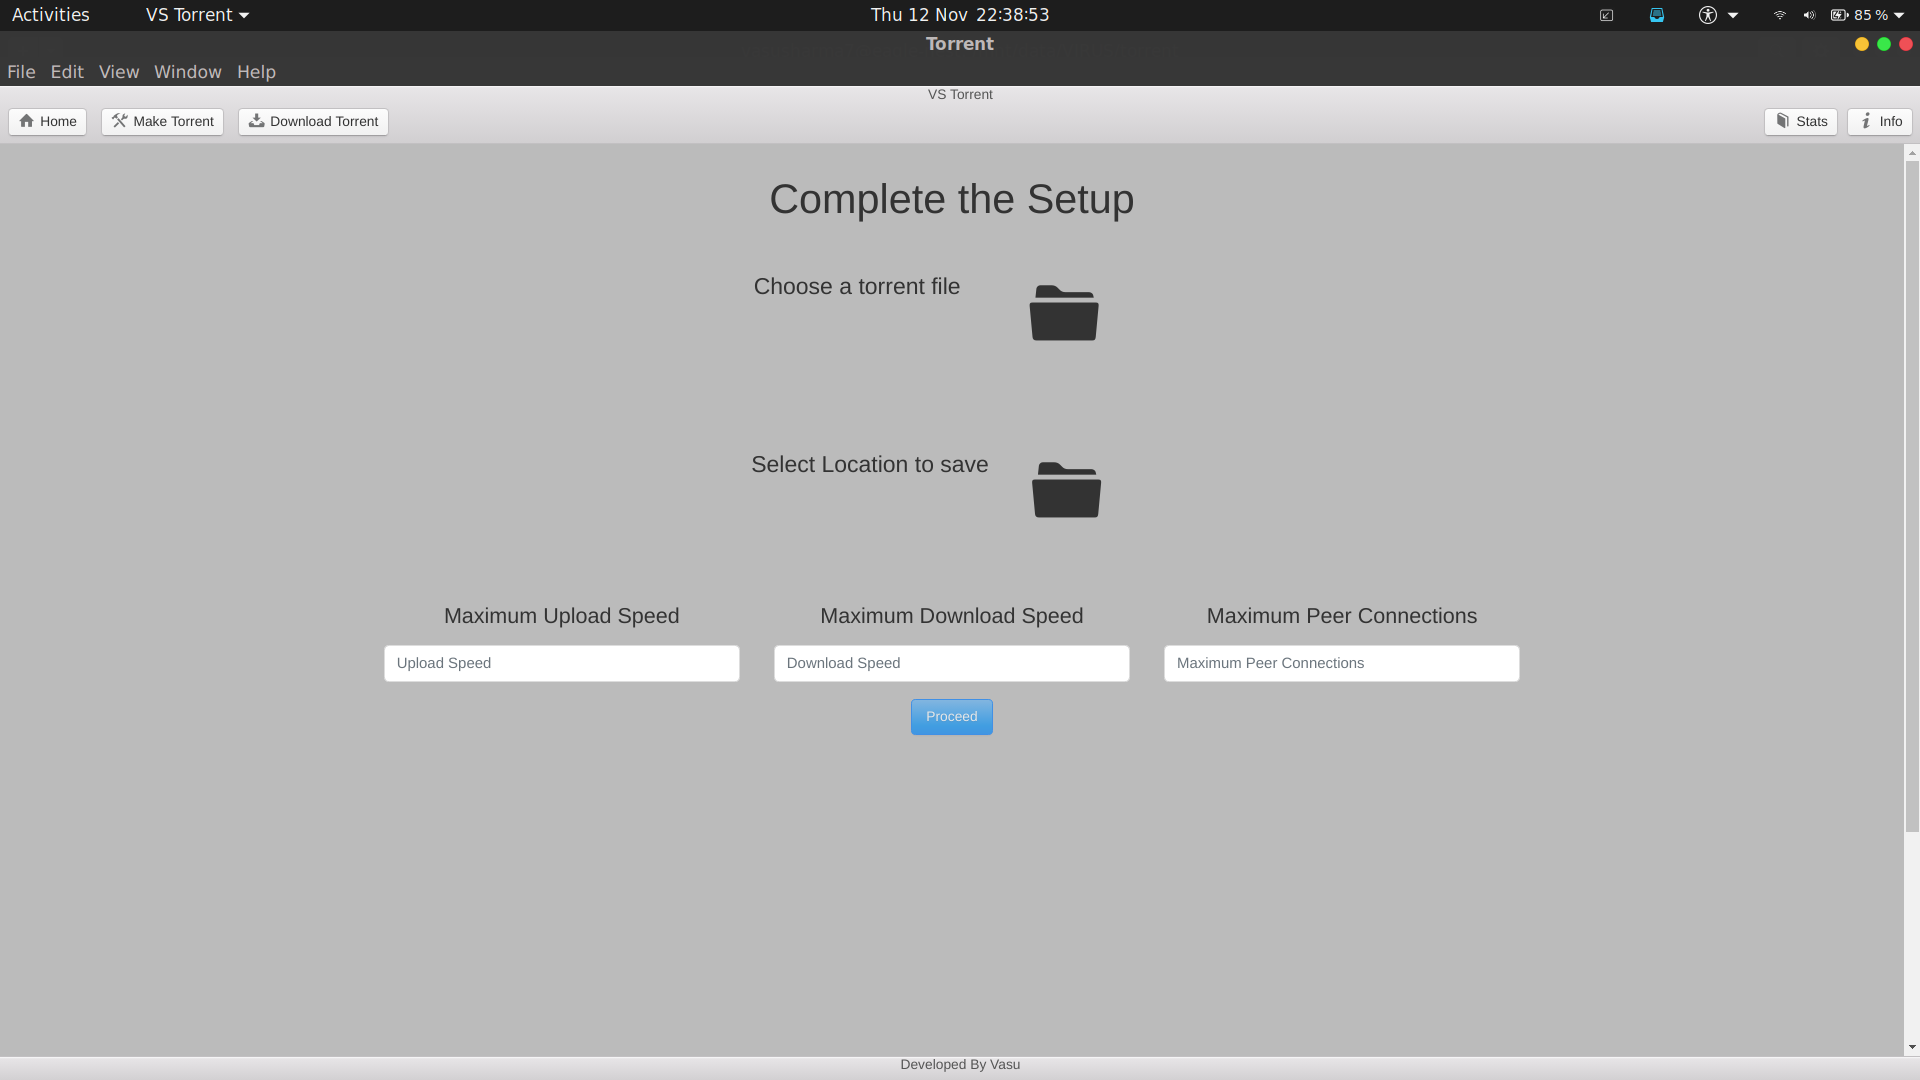 Activities VS Torrent Thu 12 Nov 22:38:53 85 %
Torrent
File Edit View Window Help
VS Torrent
Home Make Torrent Download Torrent Stats Info
Complete the Setup
Choose a torrent file
Select Location to save
Maximum Upload Speed Maximum Download Speed Maximum Peer Connections
Upload Speed Download Speed Maximum Peer Connections
Proceed
Developed By Vasu